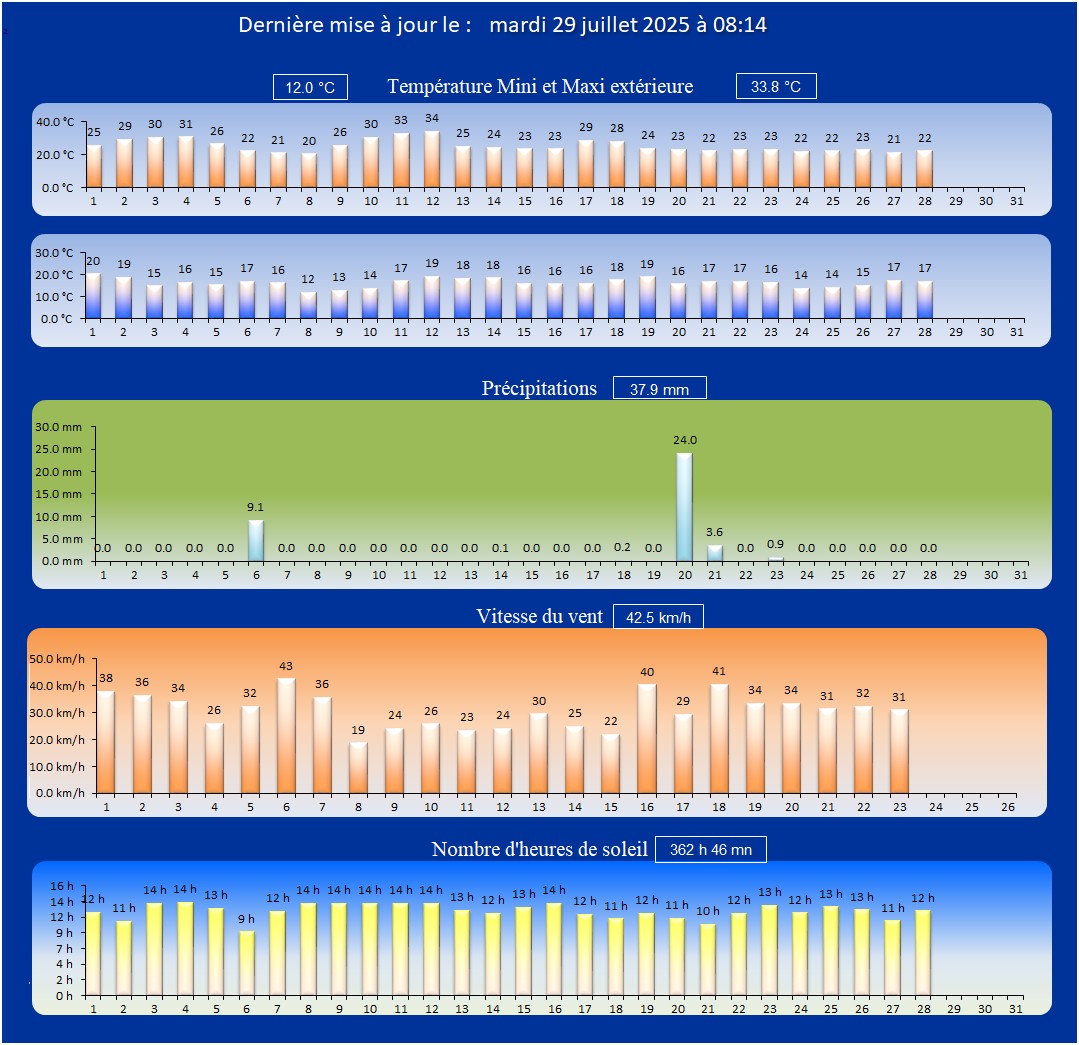 Dernière mise à jour le : mardi 29 juillet 2025 à 08:14
12.0 °C Température Mini et Maxi extérieure 33.8 °C
40.0 °C
20.0 °C
0.0 °C
25 29 30 31 26 22 21 20 26 30 33 34 25 24 23 23 29 28 24 23 22 23 23 22 22 23 21 22
1 2 3 4 5 6 7 8 9 10 11 12 13 14 15 16 17 18 19 20 21 22 23 24 25 26 27 28 29 30 31
30.0 °C
20.0 °C
10.0 °C
0.0 °C
20 19 15 16 15 17 16 12 13 14 17 19 18 18 16 16 16 18 19 16 17 17 16 14 14 15 17 17
1 2 3 4 5 6 7 8 9 10 11 12 13 14 15 16 17 18 19 20 21 22 23 24 25 26 27 28 29 30 31
Précipitations 37.9 mm
30.0 mm
25.0 mm
20.0 mm
15.0 mm
10.0 mm
5.0 mm
0.0 mm
0.0 0.0 0.0 0.0 0.0 9.1 0.0 0.0 0.0 0.0 0.0 0.0 0.0 0.1 0.0 0.0 0.0 0.2 0.0 24.0 3.6 0.0 0.9 0.0 0.0 0.0 0.0 0.0
1 2 3 4 5 6 7 8 9 10 11 12 13 14 15 16 17 18 19 20 21 22 23 24 25 26 27 28 29 30 31
Vitesse du vent 42.5 km/h
50.0 km/h
40.0 km/h
30.0 km/h
20.0 km/h
10.0 km/h
0.0 km/h
38 36 34 26 32 43 36 19 24 26 23 24 30 25 22 40 29 41 34 34 31 32 31
1 2 3 4 5 6 7 8 9 10 11 12 13 14 15 16 17 18 19 20 21 22 23 24 25 26
Nombre d'heures de soleil 362 h 46 mn
16 h
14 h
12 h
9 h
7 h
4 h
2 h
0 h
12 h 11 h 14 h 14 h 13 h 9 h 12 h 14 h 14 h 14 h 14 h 14 h 13 h 12 h 13 h 14 h 12 h 11 h 12 h 11 h 10 h 12 h 13 h 12 h 13 h 13 h 11 h 12 h
1 2 3 4 5 6 7 8 9 10 11 12 13 14 15 16 17 18 19 20 21 22 23 24 25 26 27 28 29 30 31